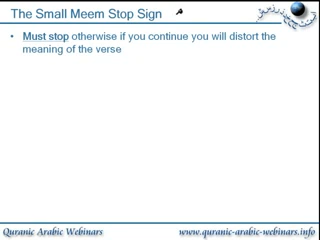 The Small Meem Stop Sign م
• Must stop otherwise if you continue you will distort the
meaning of the verse
Quranic Arabic Webinars
www.quranic-arabic-webinars.info